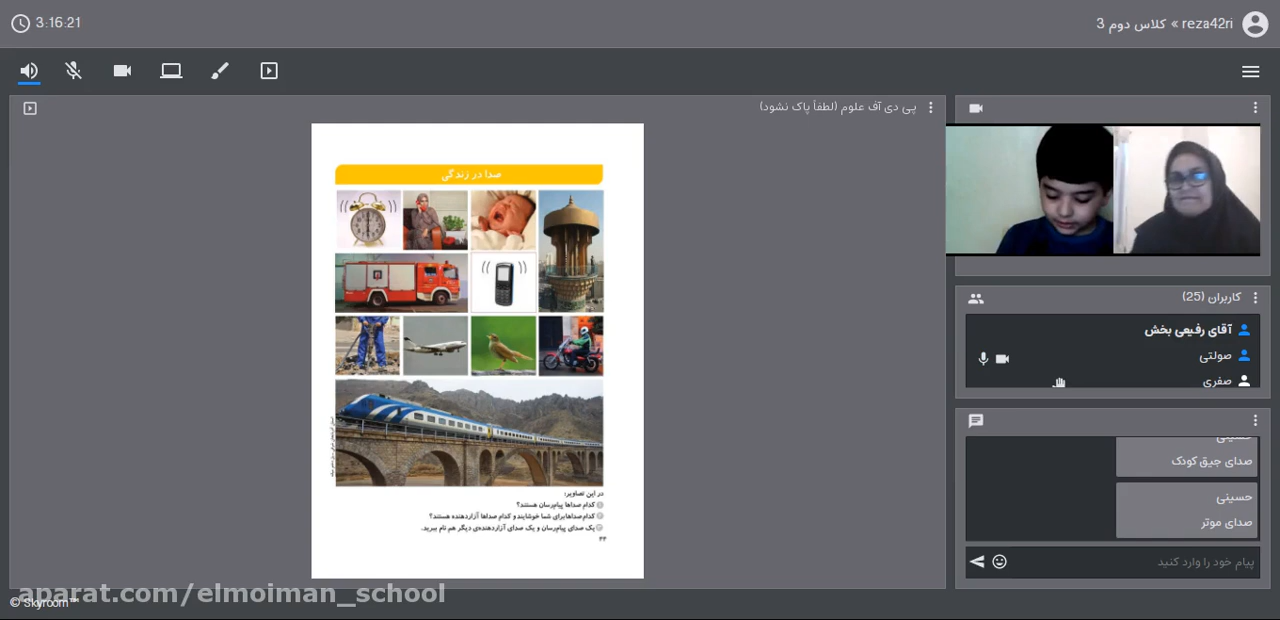 3:16:21
reza42ri » کلاس دوم 3
پی دی آف علوم (لطفاً پاک نشود)
صدا در زندگی
در این تصاویر:
کدام صداها پیام‌رسان هستند؟
کدام صداها برای شما خوشایند و کدام صداها آزاردهنده هستند؟
یک صدای پیام‌رسان و یک صدای آزاردهنده‌ی دیگر هم نام ببرید.
۴۴
کاربران (25)
آقای رفیعی بخش
صولتی
صفری
حسینی
صدای جیق کودک
حسینی
صدای موتر
پیام خود را وارد کنید
aparat.com/elmoiman_school
© Skyroom™